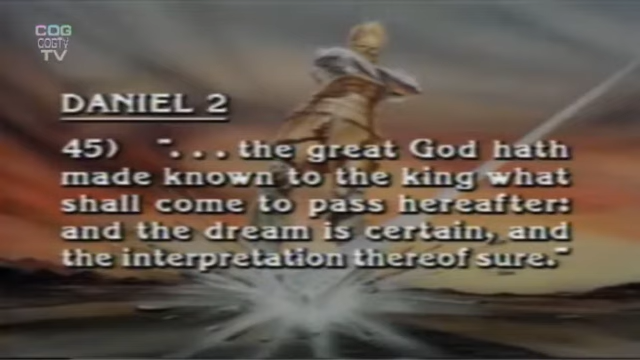 COG
COGTV
TV
DANIEL 2
45) "...the great God hath
made known to the king what
shall come to pass hereafter:
and the dream is certain, and
the interpretation thereof sure."